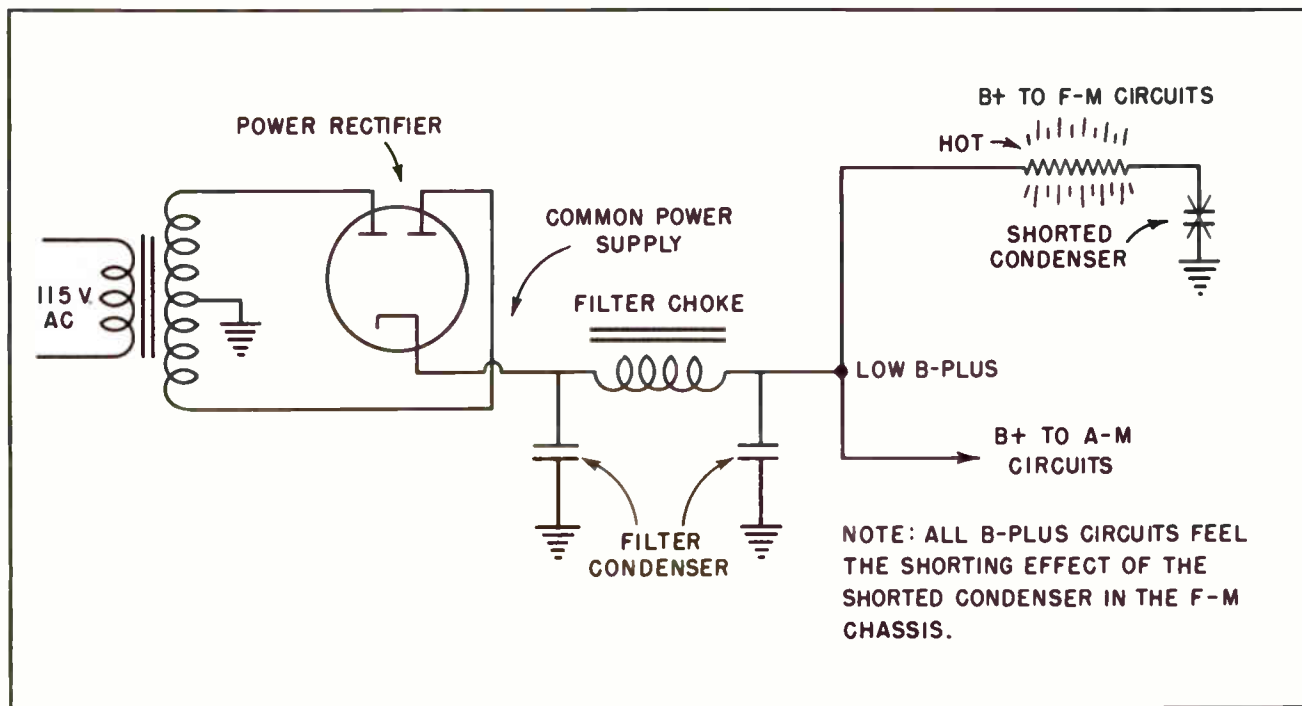 POWER RECTIFIER
115 V.
AC
COMMON POWER
SUPPLY
FILTER CHOKE
FILTER
CONDENSER
B+ TO F-M CIRCUITS
HOT
SHORTED
CONDENSER
LOW B-PLUS
B+ TO A-M
CIRCUITS
NOTE: ALL B-PLUS CIRCUITS FEEL
THE SHORTING EFFECT OF THE
SHORTED CONDENSER IN THE F-M
CHASSIS.